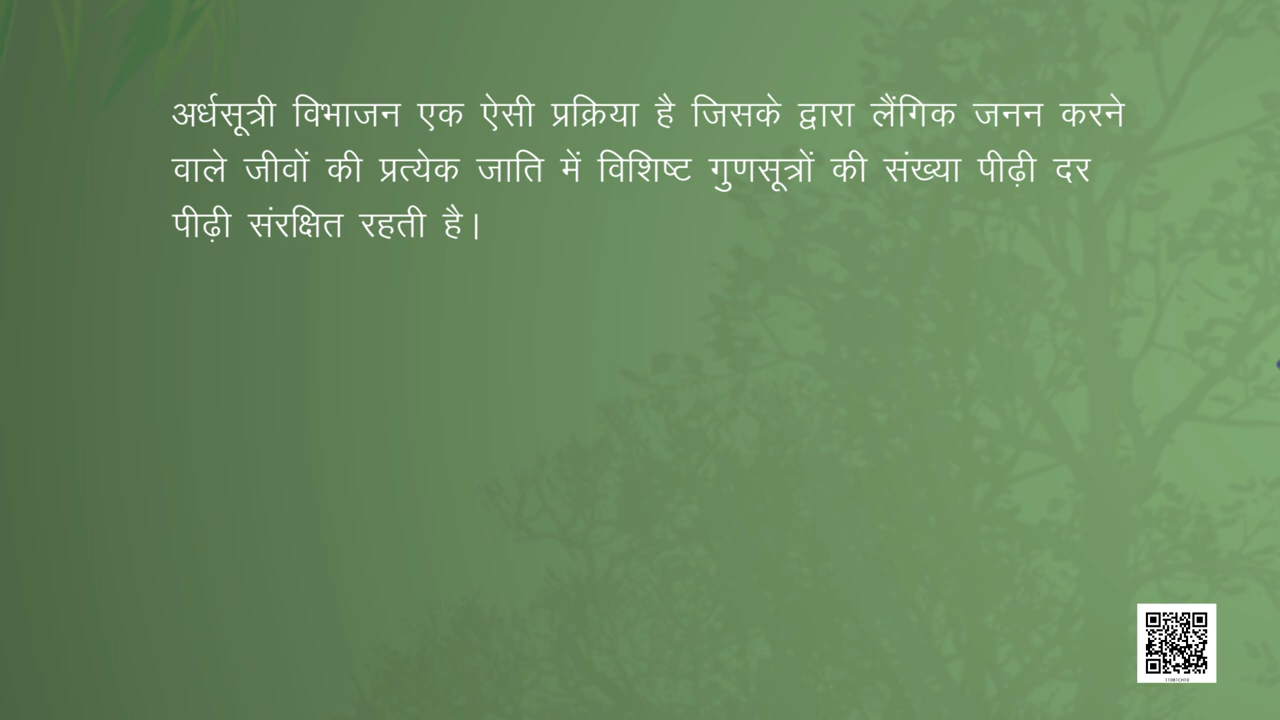 अर्धसूत्री विभाजन एक ऐसी प्रक्रिया है जिसके द्वारा लैंगिक जनन करने
वाले जीवों की प्रत्येक जाति में विशिष्ट गुणसूत्रों की संख्या पीढ़ी दर
पीढ़ी संरक्षित रहती है।